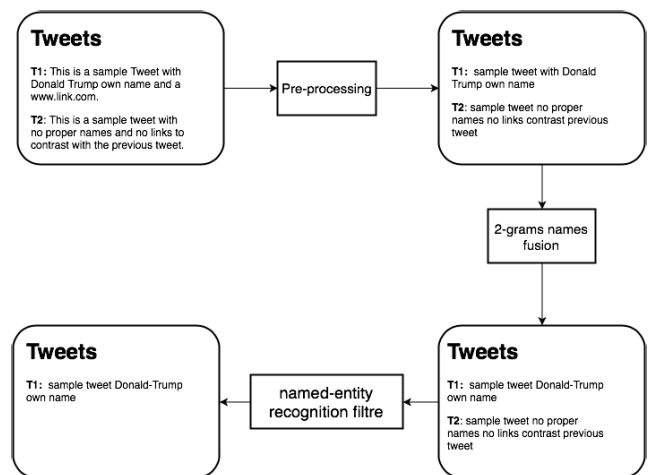 Tweets
T1: This is a sample Tweet with
Donald Trump own name and a
www.link.com.
T2: This is a sample tweet with
no proper names and no links to
contrast with the previous tweet.
Pre-processing
Tweets
T1: sample tweet with Donald
Trump own name
T2: sample tweet no proper
names no links contrast previous
tweet
2-grams names
fusion
Tweets
T1: sample tweet Donald-Trump
own name
T2: sample tweet no proper
names no links contrast previous
tweet
named-entity
recognition filtre
Tweets
T1: sample tweet Donald-Trump
own name